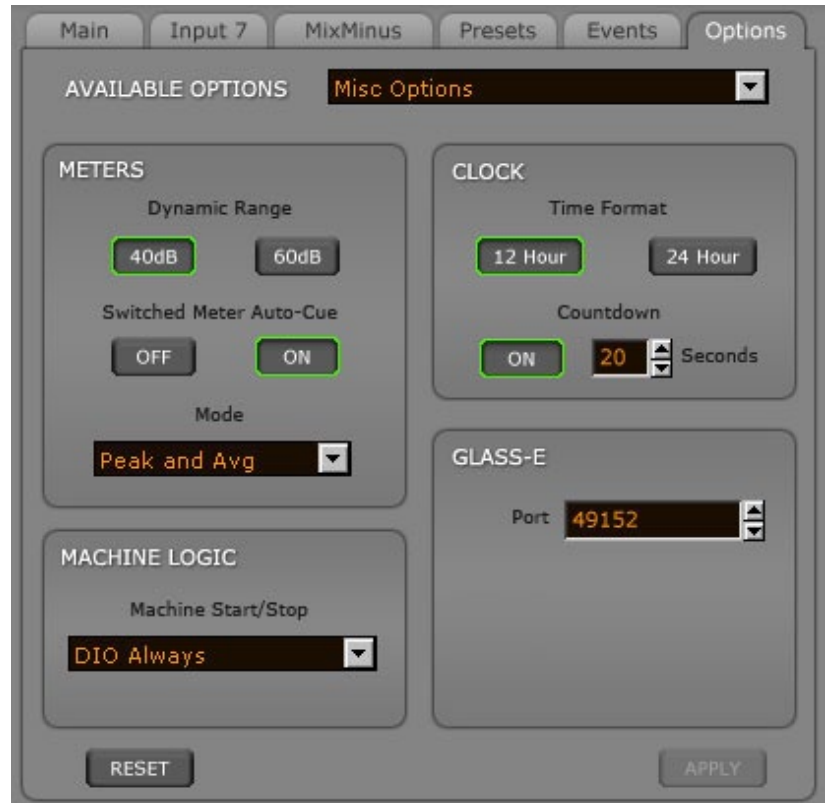 Main Input 7 MixMinus Presets Events Options
AVAILABLE OPTIONS Misc Options
METERS
Dynamic Range
40dB 60dB
Switched Meter Auto-Cue
OFF ON
Mode
Peak and Avg
MACHINE LOGIC
Machine Start/Stop
DIO Always
CLOCK
Time Format
12 Hour 24 Hour
Countdown
ON 20 Seconds
GLASS-E
Port 49152
RESET APPLY